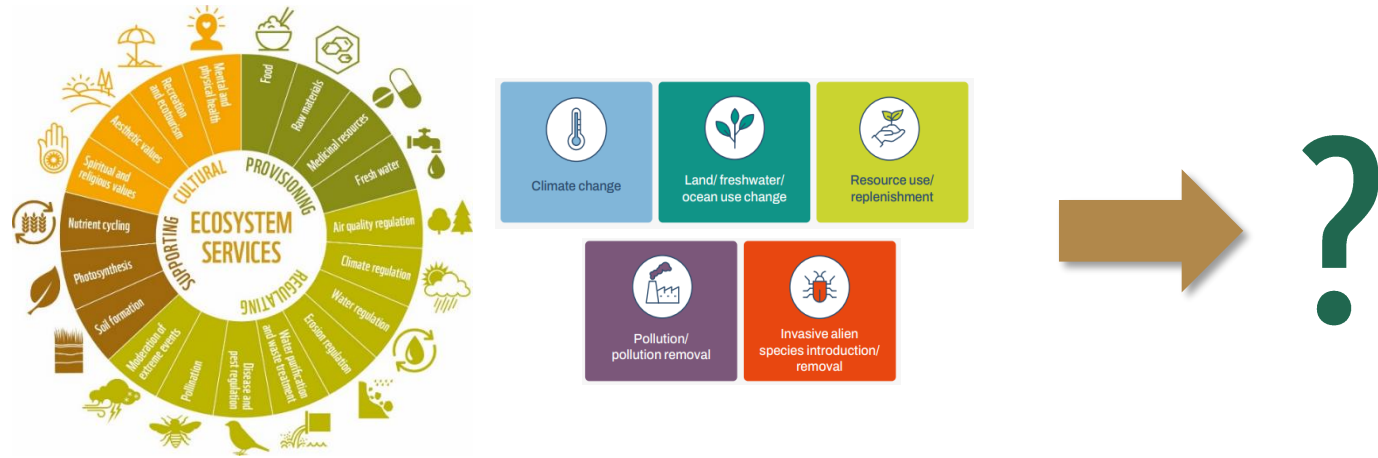 ECOSYSTEM
SERVICES
CULTURAL
PROVISIONING
REGULATING
SUPPORTING
Food
Raw materials
Medicinal resources
Fresh water
Air quality regulation
Climate regulation
Water regulation
Erosion regulation
Water purification
and waste treatment
Disease and
pest regulation
Pollination
Moderation of
extreme events
Soil formation
Photosynthesis
Nutrient cycling
Spiritual and
religious values
Aesthetic values
Recreation
and ecotourism
Mental and
physical health
Climate change
Land/ freshwater/
ocean use change
Resource use/
replenishment
Pollution/
pollution removal
Invasive alien
species introduction/
removal
?